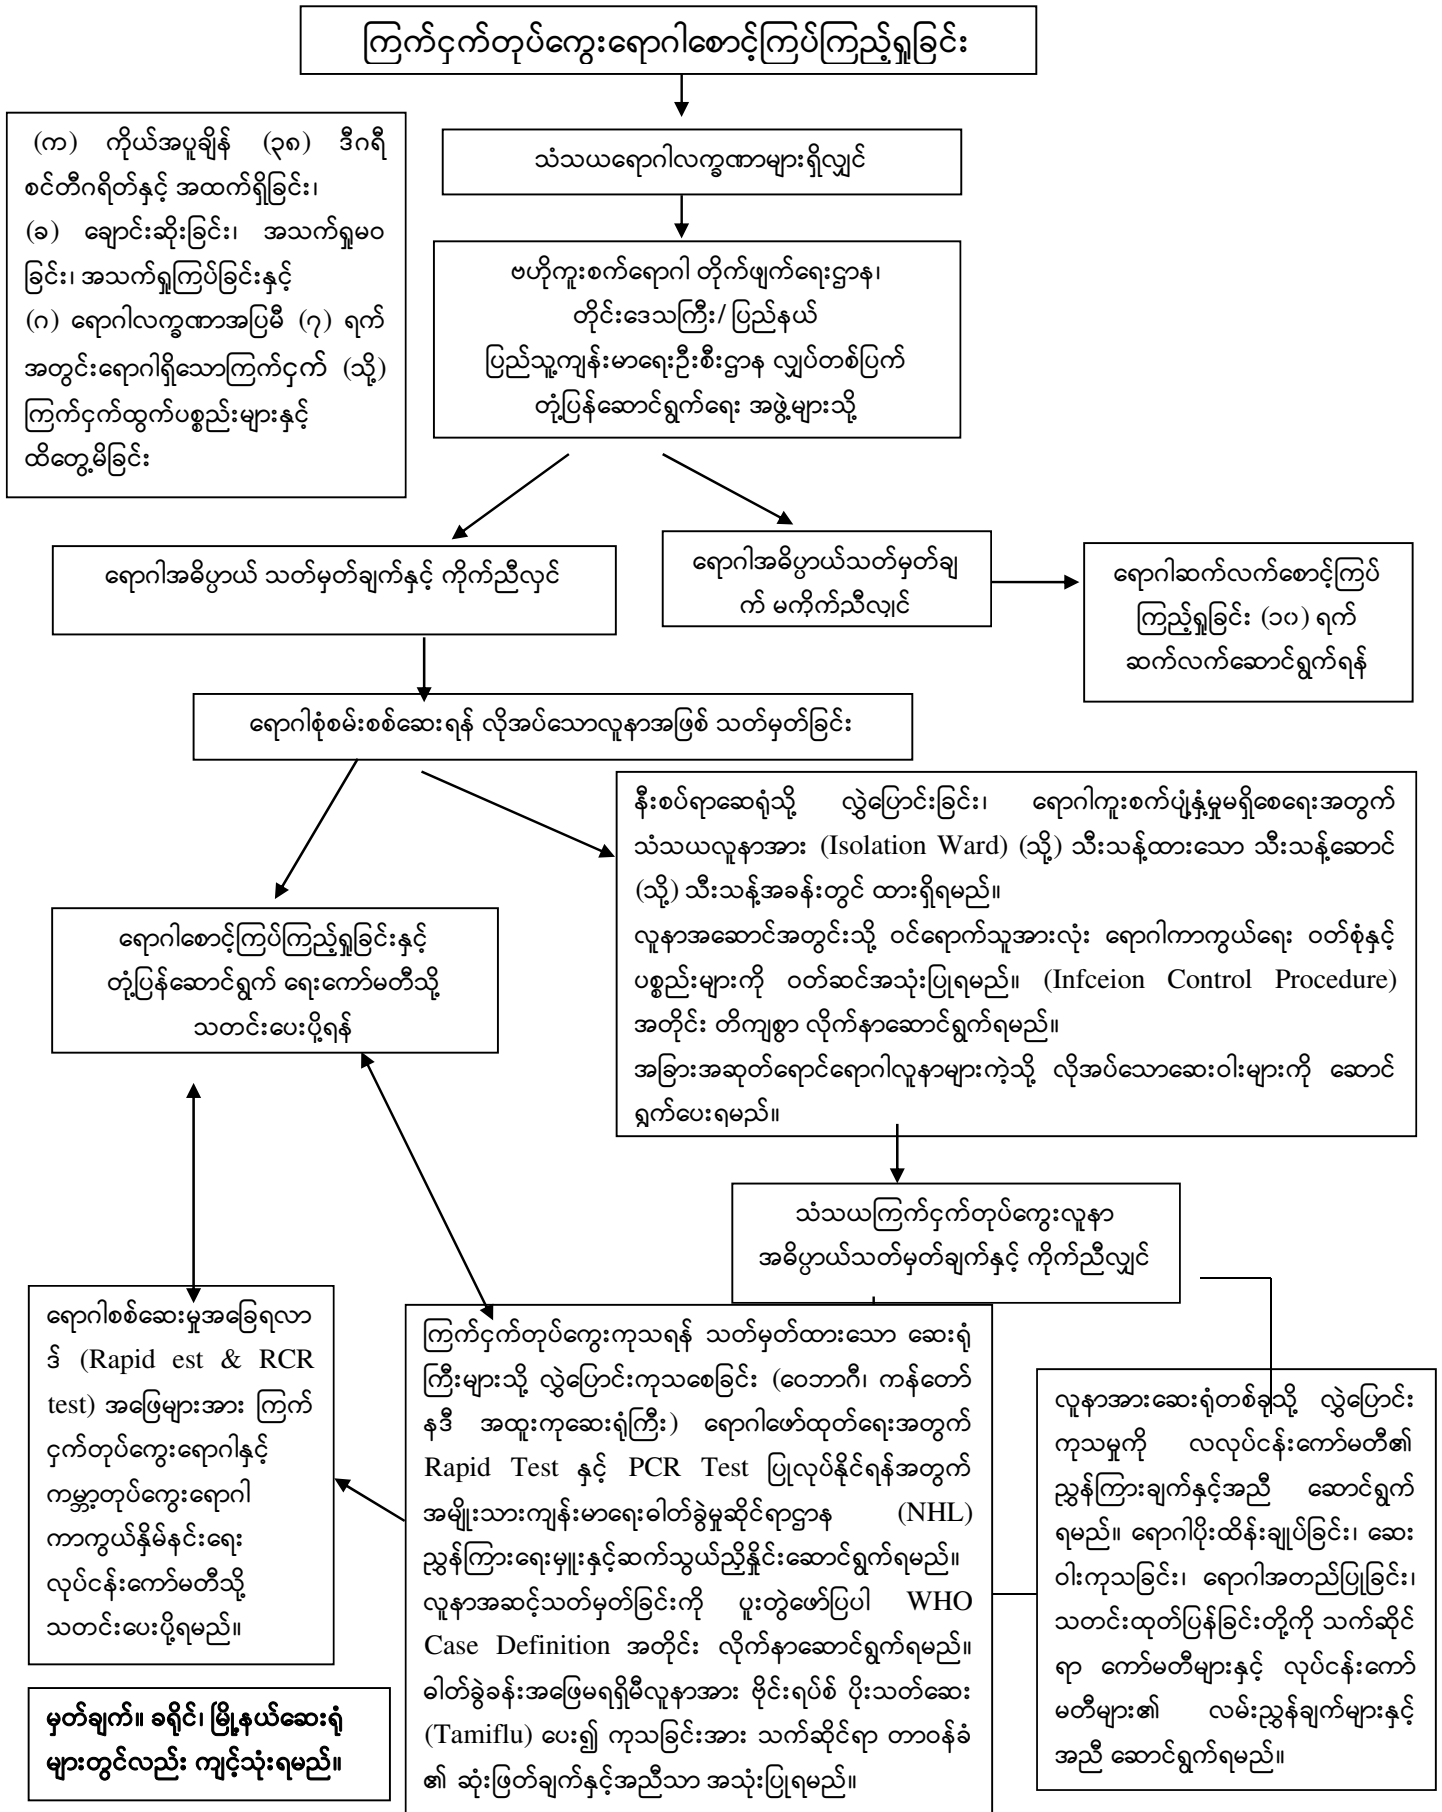 ကြက်ငှက်တုပ်ကွေးရောဂါစောင့်ကြပ်ကြည့်ရှုခြင်း
(က) ကိုယ်အပူချိန် (၃၈) ဒီဂရီ
စင်တီဂရိတ်နှင့် အထက်ရှိခြင်း၊
(ခ) ချောင်းဆိုးခြင်း၊ အသက်ရှုမဝ
ခြင်း၊ အသက်ရှုကြပ်ခြင်းနှင့်
(ဂ) ရောဂါလက္ခဏာအပြမီ (၇) ရက်
အတွင်းရောဂါရှိသောကြက်ငှက် (သို့)
ကြက်ငှက်ထွက်ပစ္စည်းများနှင့်
ထိတွေ့မိခြင်း
သံသယရောဂါလက္ခဏာများရှိလျှင်
ဗဟိုကူးစက်ရောဂါ တိုက်ဖျက်ရေးဌာန၊
တိုင်းဒေသကြီး/ပြည်နယ်
ပြည်သူ့ကျန်းမာရေးဦးစီးဌာန လျှပ်တစ်ပြက်
တုံ့ပြန်ဆောင်ရွက်ရေး အဖွဲ့များသို့
ရောဂါအဓိပ္ပာယ် သတ်မှတ်ချက်နှင့် ကိုက်ညီလှင်
ရောဂါအဓိပ္ပာယ်သတ်မှတ်ချ
က် မကိုက်ညီလျှင်
ရောဂါဆက်လက်စောင့်ကြပ်
ကြည့်ရှုခြင်း (၁၀) ရက်
ဆက်လက်ဆောင်ရွက်ရန်
ရောဂါစုံစမ်းစစ်ဆေးရန် လိုအပ်သောလူနာအဖြစ် သတ်မှတ်ခြင်း
နီးစပ်ရာဆေရုံသို့ လွှဲပြောင်းခြင်း၊ ရောဂါကူးစက်ပျံ့နှံ့မှုမရှိစေရေးအတွက်
သံသယလူနာအား (Isolation Ward) (သို့) သီးသန့်ထားသော သီးသန့်ဆောင်
(သို့) သီးသန့်အခန်းတွင် ထားရှိရမည်။
လူနာအဆောင်အတွင်းသို့ ဝင်ရောက်သူအားလုံး ရောဂါကာကွယ်ရေး ဝတ်စုံနှင့်
ပစ္စည်းများကို ဝတ်ဆင်အသုံးပြုရမည်။ (Infceion Control Procedure)
အတိုင်း တိကျစွာ လိုက်နာဆောင်ရွက်ရမည်။
အခြားအဆုတ်ရောင်ရောဂါလူနာများကဲ့သို့ လိုအပ်သောဆေးဝါးများကို ဆောင်
ရွက်ပေးရမည်။
ရောဂါစောင့်ကြပ်ကြည့်ရှုခြင်းနှင့်
တုံ့ပြန်ဆောင်ရွက် ရေးကော်မတီသို့
သတင်းပေးပို့ရန်
သံသယကြက်ငှက်တုပ်ကွေးလူနာ
အဓိပ္ပာယ်သတ်မှတ်ချက်နှင့် ကိုက်ညီလျှင်
ရောဂါစစ်ဆေးမှုအခြေရလာ
ဒ် (Rapid est & RCR
test) အဖြေများအား ကြက်
ငှက်တုပ်ကွေးရောဂါနှင့်
ကမ္ဘာ့တုပ်ကွေးရောဂါ
ကာကွယ်နှိမ်နင်းရေး
လုပ်ငန်းကော်မတီသို့
သတင်းပေးပို့ရမည်။
မှတ်ချက်။ ခရိုင်၊ မြို့နယ်ဆေးရုံ
များတွင်လည်း ကျင့်သုံးရမည်။
ကြက်ငှက်တုပ်ကွေးကုသရန် သတ်မှတ်ထားသော ဆေးရုံ
ကြီးများသို့ လွှဲပြောင်းကုသစေခြင်း (ဝေဘာဂီ၊ ကန်တော်
နဒီ အထူးကုဆေးရုံကြီး) ရောဂါဖော်ထုတ်ရေးအတွက်
Rapid Test နှင့် PCR Test ပြုလုပ်နိုင်ရန်အတွက်
အမျိုးသားကျန်းမာရေးဓါတ်ခွဲမှုဆိုင်ရာဌာန (NHL)
ညွှန်ကြားရေးမှူးနှင့်ဆက်သွယ်ညှိနှိုင်းဆောင်ရွက်ရမည်။
လူနာအဆင့်သတ်မှတ်ခြင်းကို ပူးတွဲဖော်ပြပါ WHO
Case Definition အတိုင်း လိုက်နာဆောင်ရွက်ရမည်။
ဓါတ်ခွဲခန်းအဖြေမရရှိမီလူနာအား ဗိုင်းရပ်စ် ပိုးသတ်ဆေး
(Tamiflu) ပေး၍ ကုသခြင်းအား သက်ဆိုင်ရာ တာဝန်ခံ
၏ ဆုံးဖြတ်ချက်နှင့်အညီသာ အသုံးပြုရမည်။
လူနာအားဆေးရုံတစ်ခုသို့ လွှဲပြောင်း
ကုသမှုကို လလုပ်ငန်းကော်မတီ၏
ညွှန်ကြားချက်နှင့်အညီ ဆောင်ရွက်
ရမည်။ ရောဂါပိုးထိန်းချုပ်ခြင်း၊ ဆေး
ဝါးကုသခြင်း၊ ရောဂါအတည်ပြုခြင်း၊
သတင်းထုတ်ပြန်ခြင်းတို့ကို သက်ဆိုင်
ရာ ကော်မတီများနှင့် လုပ်ငန်းကော်
မတီများ၏ လမ်းညွှန်ချက်များနှင့်
အညီ ဆောင်ရွက်ရမည်။